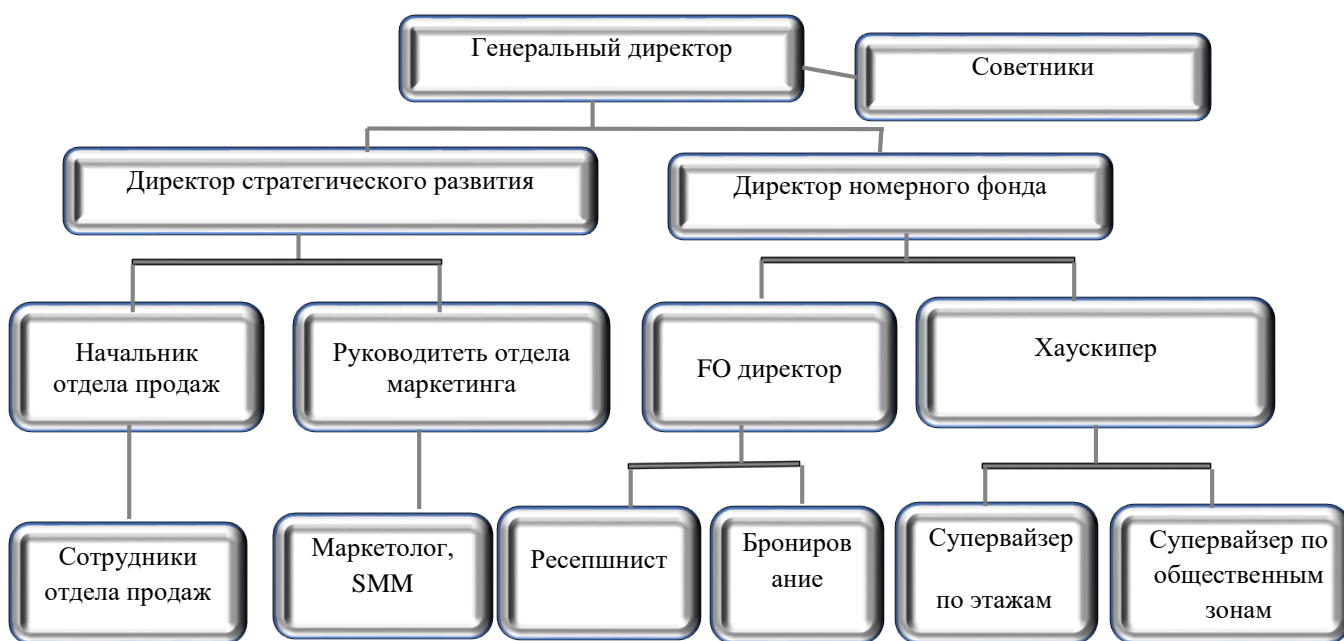 Генеральный директор
Советники
Директор стратегического развития
Директор номерного фонда
Начальник
отдела продаж
Руководитеть отдела
маркетинга
FO директор
Хаускипер
Сотрудники
отдела продаж
Маркетолог,
SMM
Ресепшнист
Брониров
ание
Супервайзер
по этажам
Супервайзер по
общественным
зонам